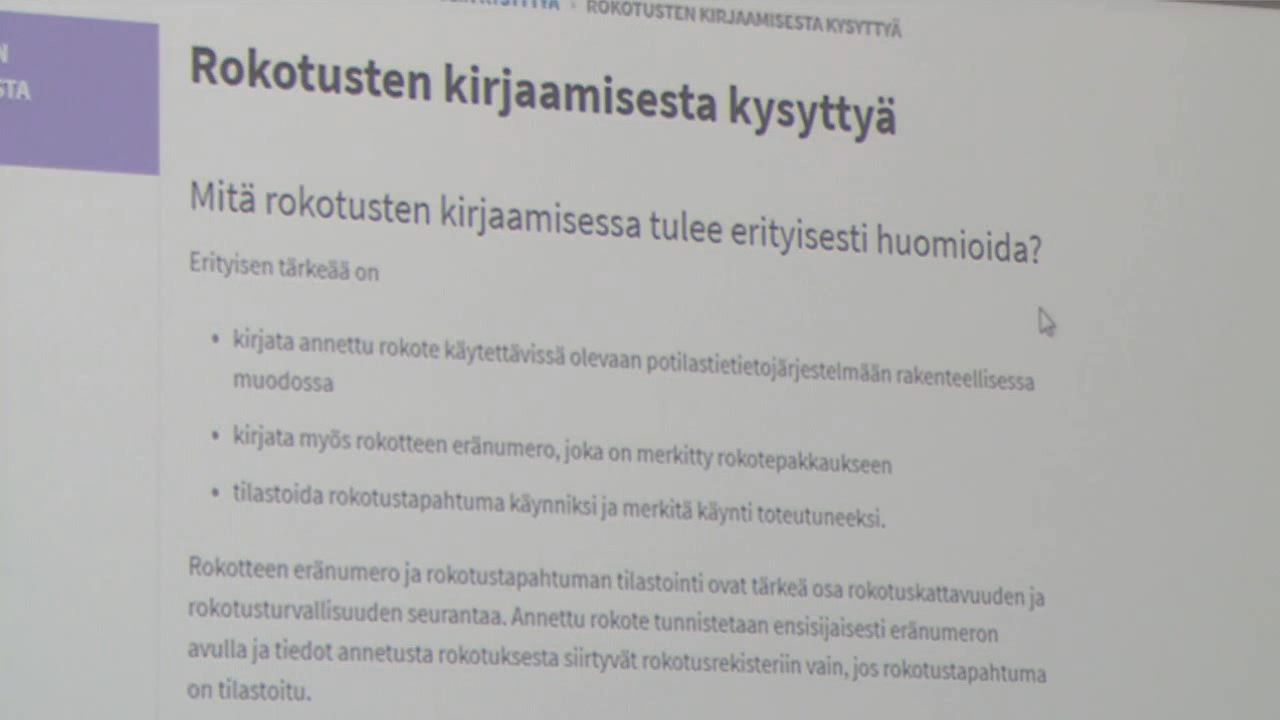 ROKOTUSTEN KIRJAAMISESTA KYSYTTYÄ
N
STA
Rokotusten kirjaamisesta kysyttyä
Mitä rokotusten kirjaamisessa tulee erityisesti huomioida?
Erityisen tärkeää on
• kirjata annettu rokote käytettävissä olevaan potilastietietojärjestelmään rakenteellisessa
muodossa
• kirjata myös rokotteen eränumero, joka on merkitty rokotepakkaukseen
• tilastoida rokotustapahtuma käynniksi ja merkitä käynti toteutuneeksi.
Rokotteen eränumero ja rokotustapahtuman tilastointi ovat tärkeä osa rokotuskattavuuden ja
rokotusturvallisuuden seurantaa. Annettu rokote tunnistetaan ensisijaisesti eränumeron
avulla ja tiedot annetusta rokotuksesta siirtyvät rokotusrekisteriin vain, jos rokotustapahtuma
on tilastoitu.